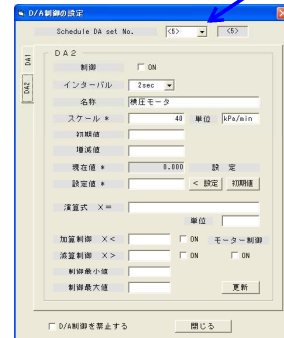 D/A制御の設定
Schedule DA set No. <5> <5>
DA1
DA2
DA2
制御 ON
インターバル 2sec
名称 横圧モータ
スケール * 40 単位 kPa/min
初期値
増減値
現在値 * 0.000 設 定
設定値 * < 設定 初期値
演算式 X=
単位
加算制御 X< ON モーター制御
減算制御 X> ON ON
制御最小値
制御最大値 更新
D/A制御を禁止する 閉じる